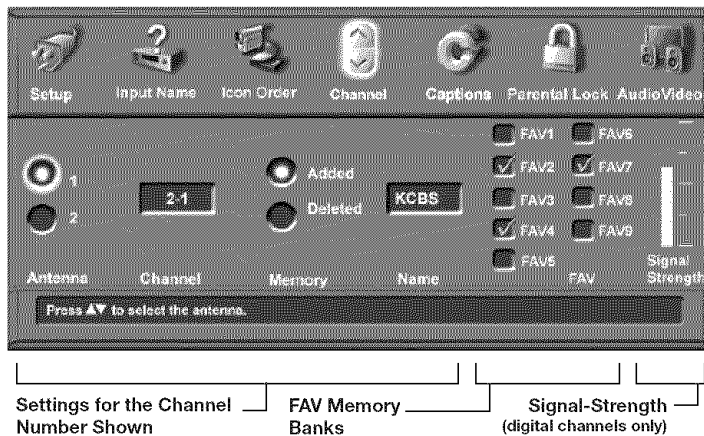 Setup Input Name Icon Order Channel Captions Parental Lock AudioVideo
1
2
2-1
Added
Deleted
KCBS
FAV1 FAV6
FAV2 FAV7
FAV3 FAV8
FAV4 FAV9
FAV5
Antenna Channel Memory Name FAV Signal Strength
Press ▲▼ to select the antenna.
Settings for the Channel Number Shown
FAV Memory Banks
Signal-Strength
(digital channels only)